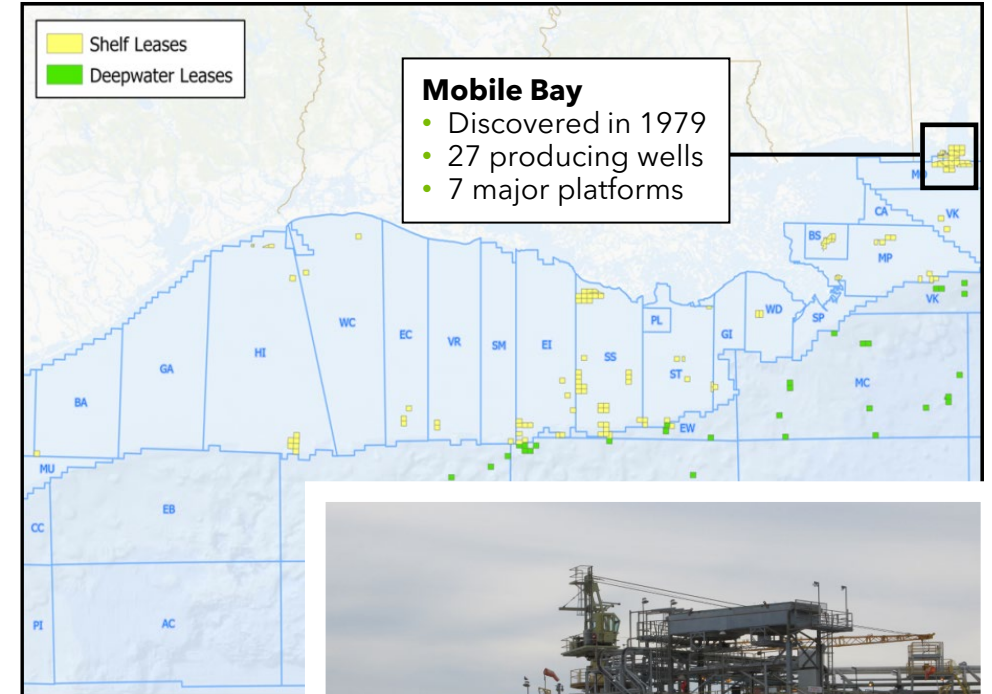 Shelf Leases
Deepwater Leases
Mobile Bay
• Discovered in 1979
• 27 producing wells
• 7 major platforms
MO
CA
VK
BS
MP
VK
WD
SP
PL
GI
WC
EC
VR
SM
EI
SS
ST
HI
GA
BA
MC
EW
MU
EB
CC
PI
AC